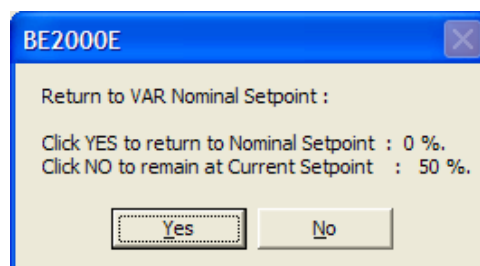 BE2000E
Return to VAR Nominal Setpoint :
Click YES to return to Nominal Setpoint : 0 %.
Click NO to remain at Current Setpoint : 50 %.
Yes
No